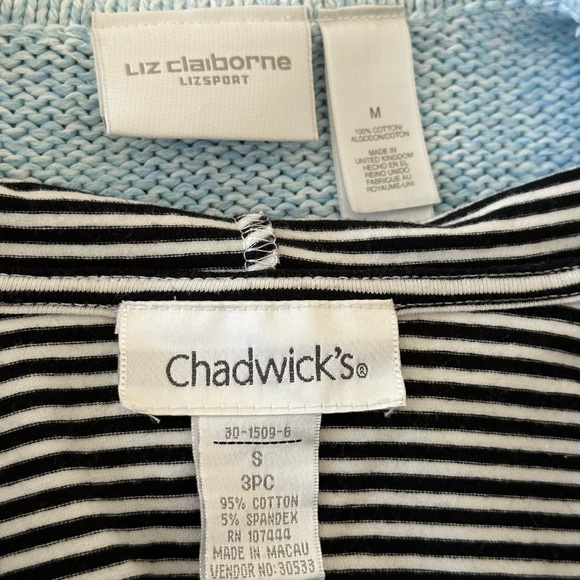 Liz claiborne
LIZSPORT
M
100% COTTON/
ALGODON/COTON
MADE IN
UNITED KINGDOM
HECHO EN EL
REINO UNIDO
FABRIQUE AU
ROYAUME-UNI
Chadwick's®
30-1509-6
S
3PC
95% COTTON
5% SPANDEX
RN 107444
MADE IN MACAU
VENDOR NO: 30533